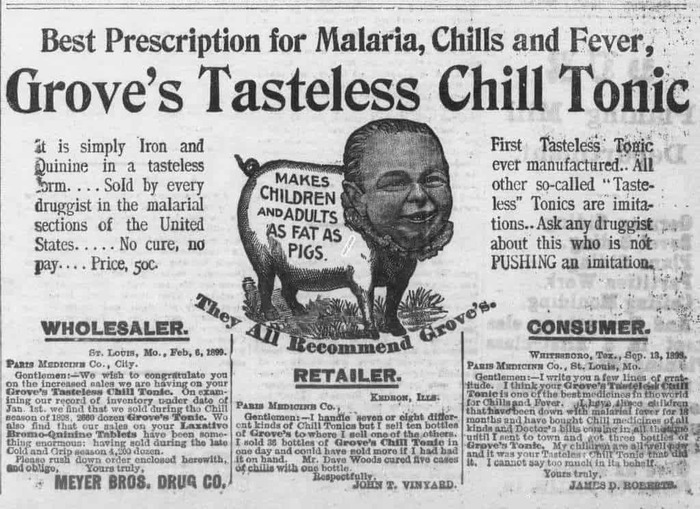 Best Prescription for Malaria, Chills and Fever,
Grove's Tasteless Chill Tonic
It is simply Iron and
Quinine in a tasteless
form.... Sold by every
druggist in the malarial
sections of the United
States..... No cure, no
pay.... Price, 50c.
MAKES
CHILDREN
AND ADULTS
AS FAT AS
PIGS.
First Tasteless Tonic
ever manufactured.. All
other so-called "Taste-
less" Tonics are imita-
tions.. Ask any druggist
about this who is not
PUSHING an imitation.
They All Recommend Grove's.
WHOLESALER.
ST. LOUIS, MO., Feb, 6, 1899.
PARIS MEDICINE CO., City.
Gentlemen:—We wish to congratulate you
on the increased sales we are having on your
Grove's Tasteless Chill Tonic. On exam-
ining our record of inventory under date of
Jan. 1st. we find that we sold during the Chill
season of 1898, 2660 dozen Grove's Tonic. We
also find that our sales on your Laxative
Bromo-Quinine Tablets have been some-
thing enormous; having sold during the late
Cold and Grip season 4,200 dozen.
Please rush down order enclosed herewith,
and oblige, Yours truly,
MEYER BROS. DRUG CO.
RETAILER.
KEDRON, ILLS.
PARIS MEDICINE CO.,
Gentlemen:—I handle seven or eight differ-
ent kinds of Chill Tonics but I sell ten bottles
of Grove's to where I sell one of the others.
I sold 36 bottles of Grove's Chill Tonic in
one day and could have sold more if I had had
it on hand. Mr. Dave Woods cured five cases
of chills with one bottle.
Respectfully,
JOHN T. VINYARD.
CONSUMER.
WHITESBORO, TEX., Sep. 13, 1898.
PARIS MEDICINE CO., St. Louis, Mo.
Gentlemen:—I write you a few lines of grat-
itude. I think your Grove's Tasteless Chill
Tonic is one of the best medicines in the world
for Chills and Fever. I have three children
that have been down with malarial fever for 18
months and have bought Chill medicines of all
kinds and Doctor's bills coming in all the time
until I sent to town and got three bottles of
Grove's Tonic. My children are all well now
and it was your Tasteless Chill Tonic that did
it. I cannot say too much in its behalf.
Yours truly,
JAMES D. ROBERTS.